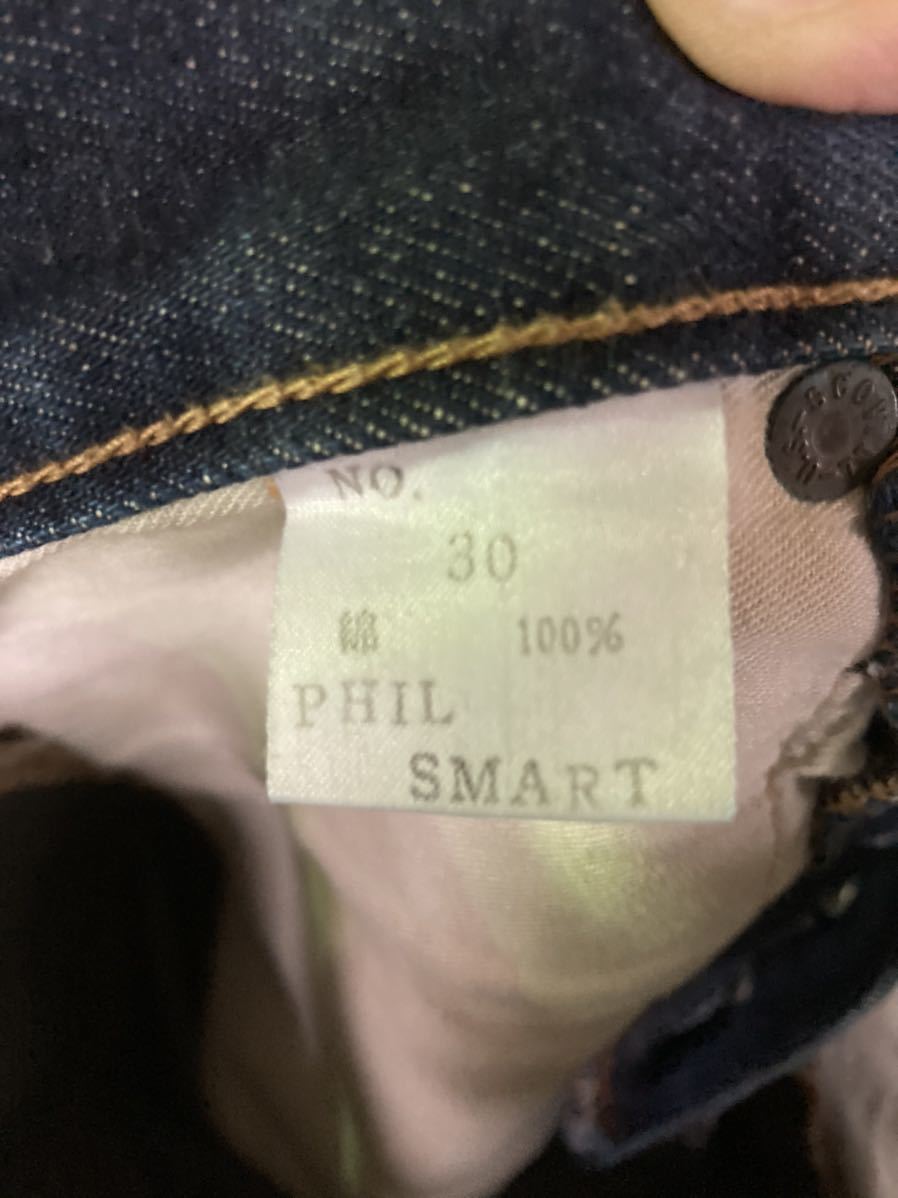 NO.
30
綿 100%
PHIL
SMART